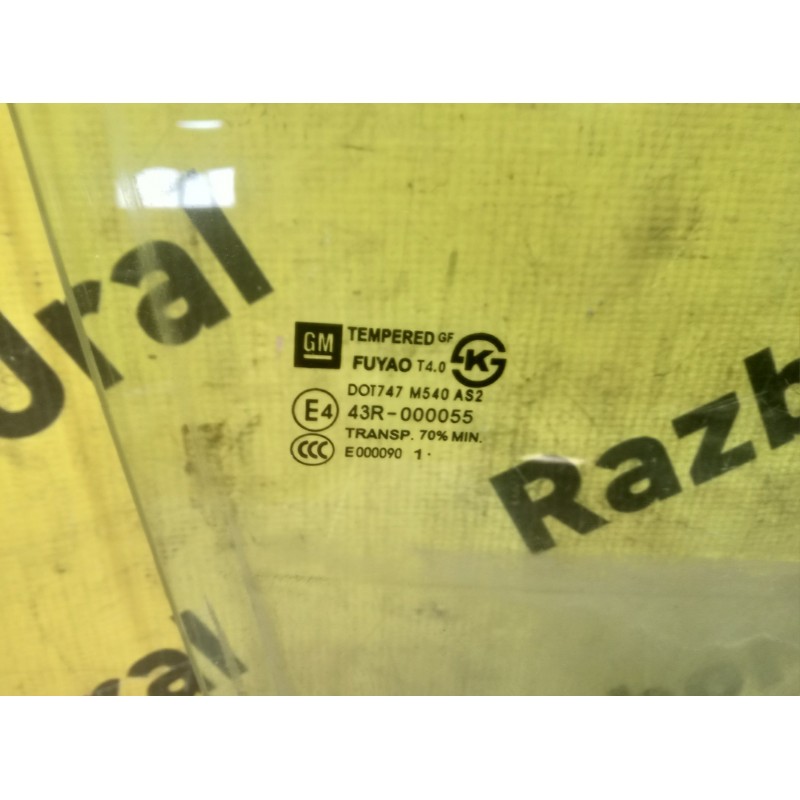 Ural
GM TEMPERED GF
FUYAO T4.0 K
DOT747 M540 AS2
E4 43R-000055
TRANSP. 70% MIN.
CCC E000090 1.
Razb
ral